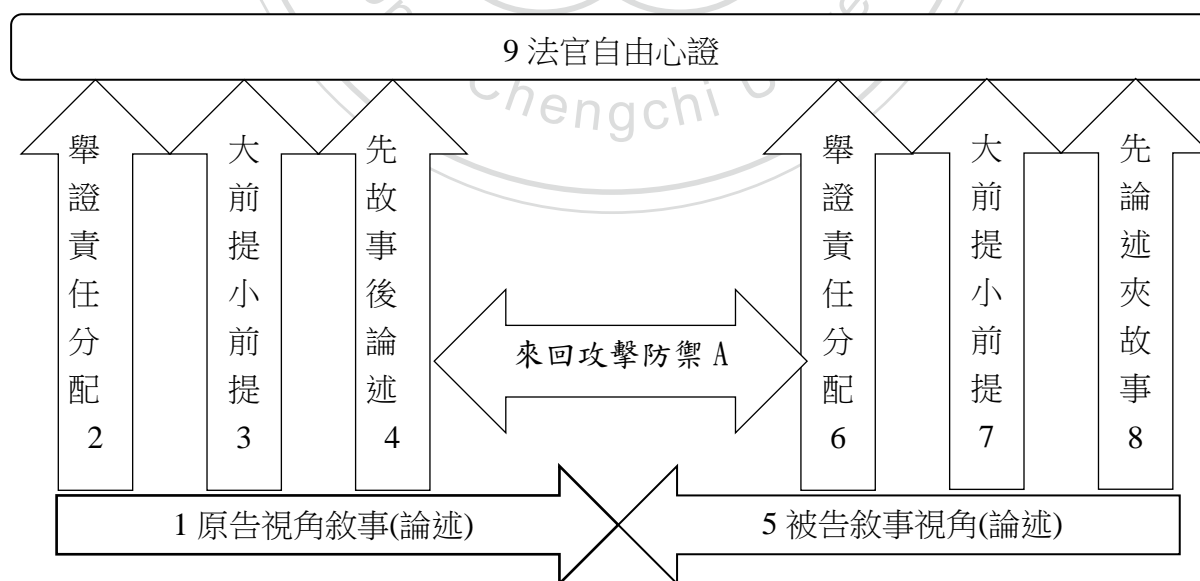 9 法官自由心證
Chengchi U
舉證責任分配 2
大前提小前提 3
先故事後論述 4
來回攻擊防禦 A
舉證責任分配 6
大前提小前提 7
先論述夾故事 8
1 原告視角敘事(論述)
5 被告敘事視角(論述)